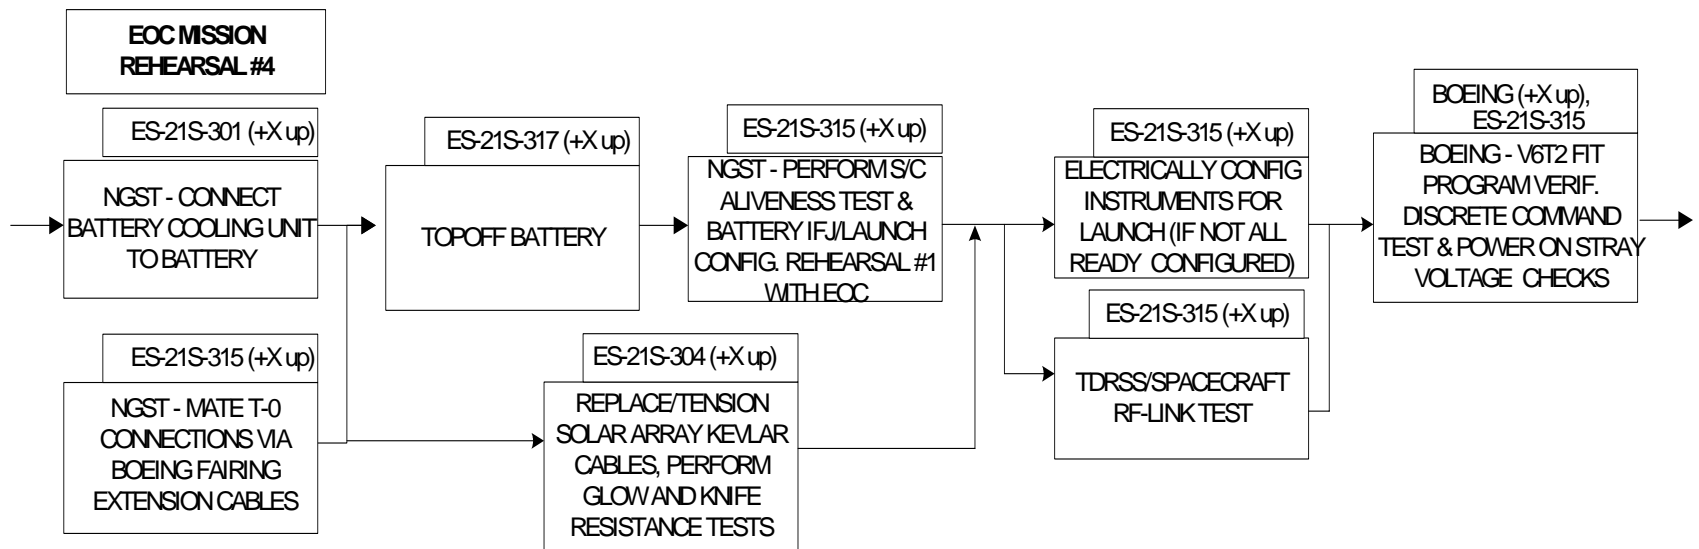 EOC MISSION
REHEARSAL #4
ES-21S-301 (+X up)
NGST - CONNECT
BATTERY COOLING UNIT
TO BATTERY
ES-21S-315 (+X up)
NGST - MATE T-0
CONNECTIONS VIA
BOEING FAIRING
EXTENSION CABLES
ES-21S-317 (+X up)
TOPOFF BATTERY
ES-21S-315 (+X up)
NGST - PERFORM S/C
ALIVENESS TEST &
BATTERY IFJ/LAUNCH
CONFIG. REHEARSAL #1
WITH EOC
ES-21S-304 (+X up)
REPLACE/TENSION
SOLAR ARRAY KEVLAR
CABLES, PERFORM
GLOW AND KNIFE
RESISTANCE TESTS
ES-21S-315 (+X up)
ELECTRICALLY CONFIG
INSTRUMENTS FOR
LAUNCH (IF NOT ALL
READY CONFIGURED)
ES-21S-315 (+X up)
TDRSS/SPACECRAFT
RF-LINK TEST
BOEING (+X up),
ES-21S-315
BOEING - V6T2 FIT
PROGRAM VERIF.
DISCRETE COMMAND
TEST & POWER ON STRAY
VOLTAGE CHECKS